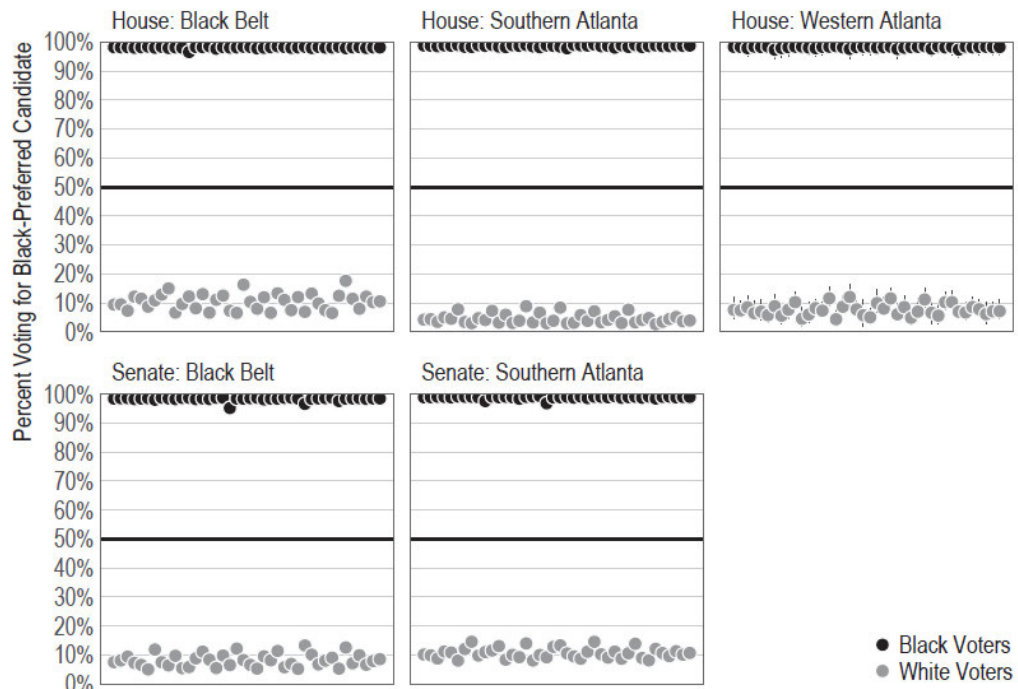 House: Black Belt
House: Southern Atlanta
House: Western Atlanta
Percent Voting for Black-Preferred Candidate
100%
90%
80%
70%
60%
50%
40%
30%
20%
10%
0%
Senate: Black Belt
Senate: Southern Atlanta
100%
90%
80%
70%
60%
50%
40%
30%
20%
10%
0%
Black Voters
White Voters